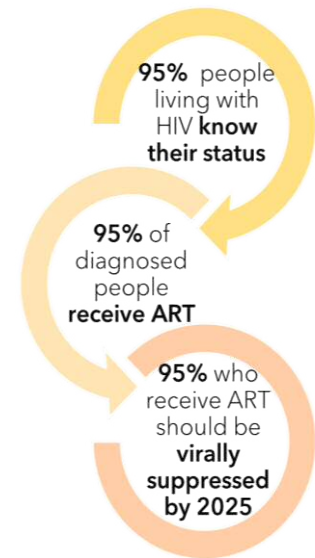 95% people
living with
HIV know
their status
95% of
diagnosed
people
receive ART
95% who
receive ART
should be
virally
suppressed
by 2025